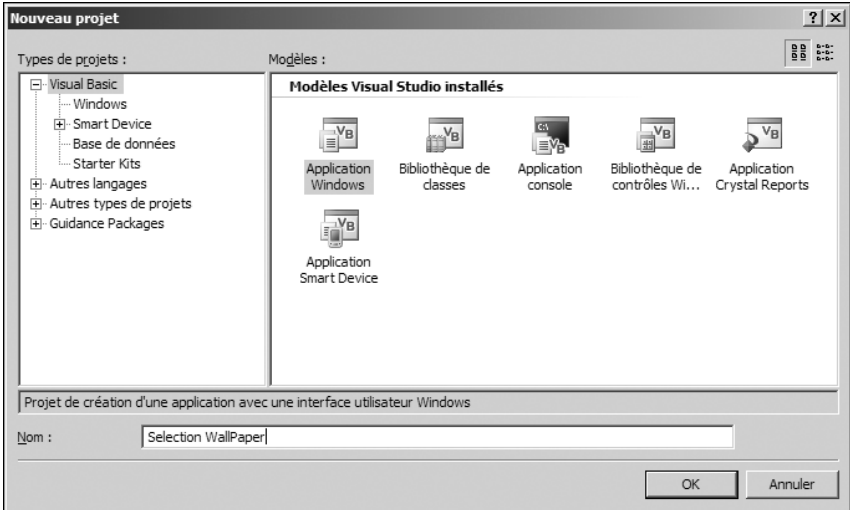 Nouveau projet
Types de projets :
Modèles :
Visual Basic
Windows
Smart Device
Base de données
Starter Kits
Autres langages
Autres types de projets
Guidance Packages
Modèles Visual Studio installés
Application Windows
Bibliothèque de classes
Application console
Bibliothèque de contrôles Wi...
Application Crystal Reports
Application Smart Device
Projet de création d'une application avec une interface utilisateur Windows
Nom :
Selection WallPaper
OK
Annuler